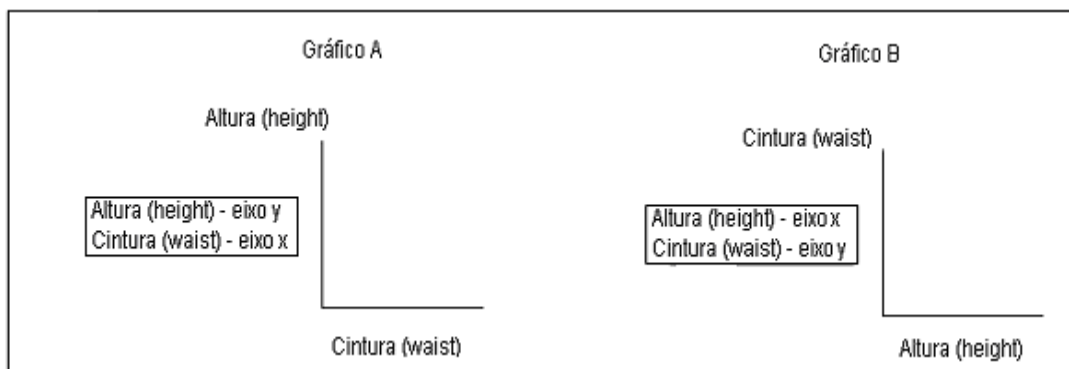 Gráfico A
Altura (height)
Altura (height) - eixo y
Cintura (waist) - eixo x
Cintura (waist)
Gráfico B
Cintura (waist)
Altura (height) - eixo x
Cintura (waist) - eixo y
Altura (height)